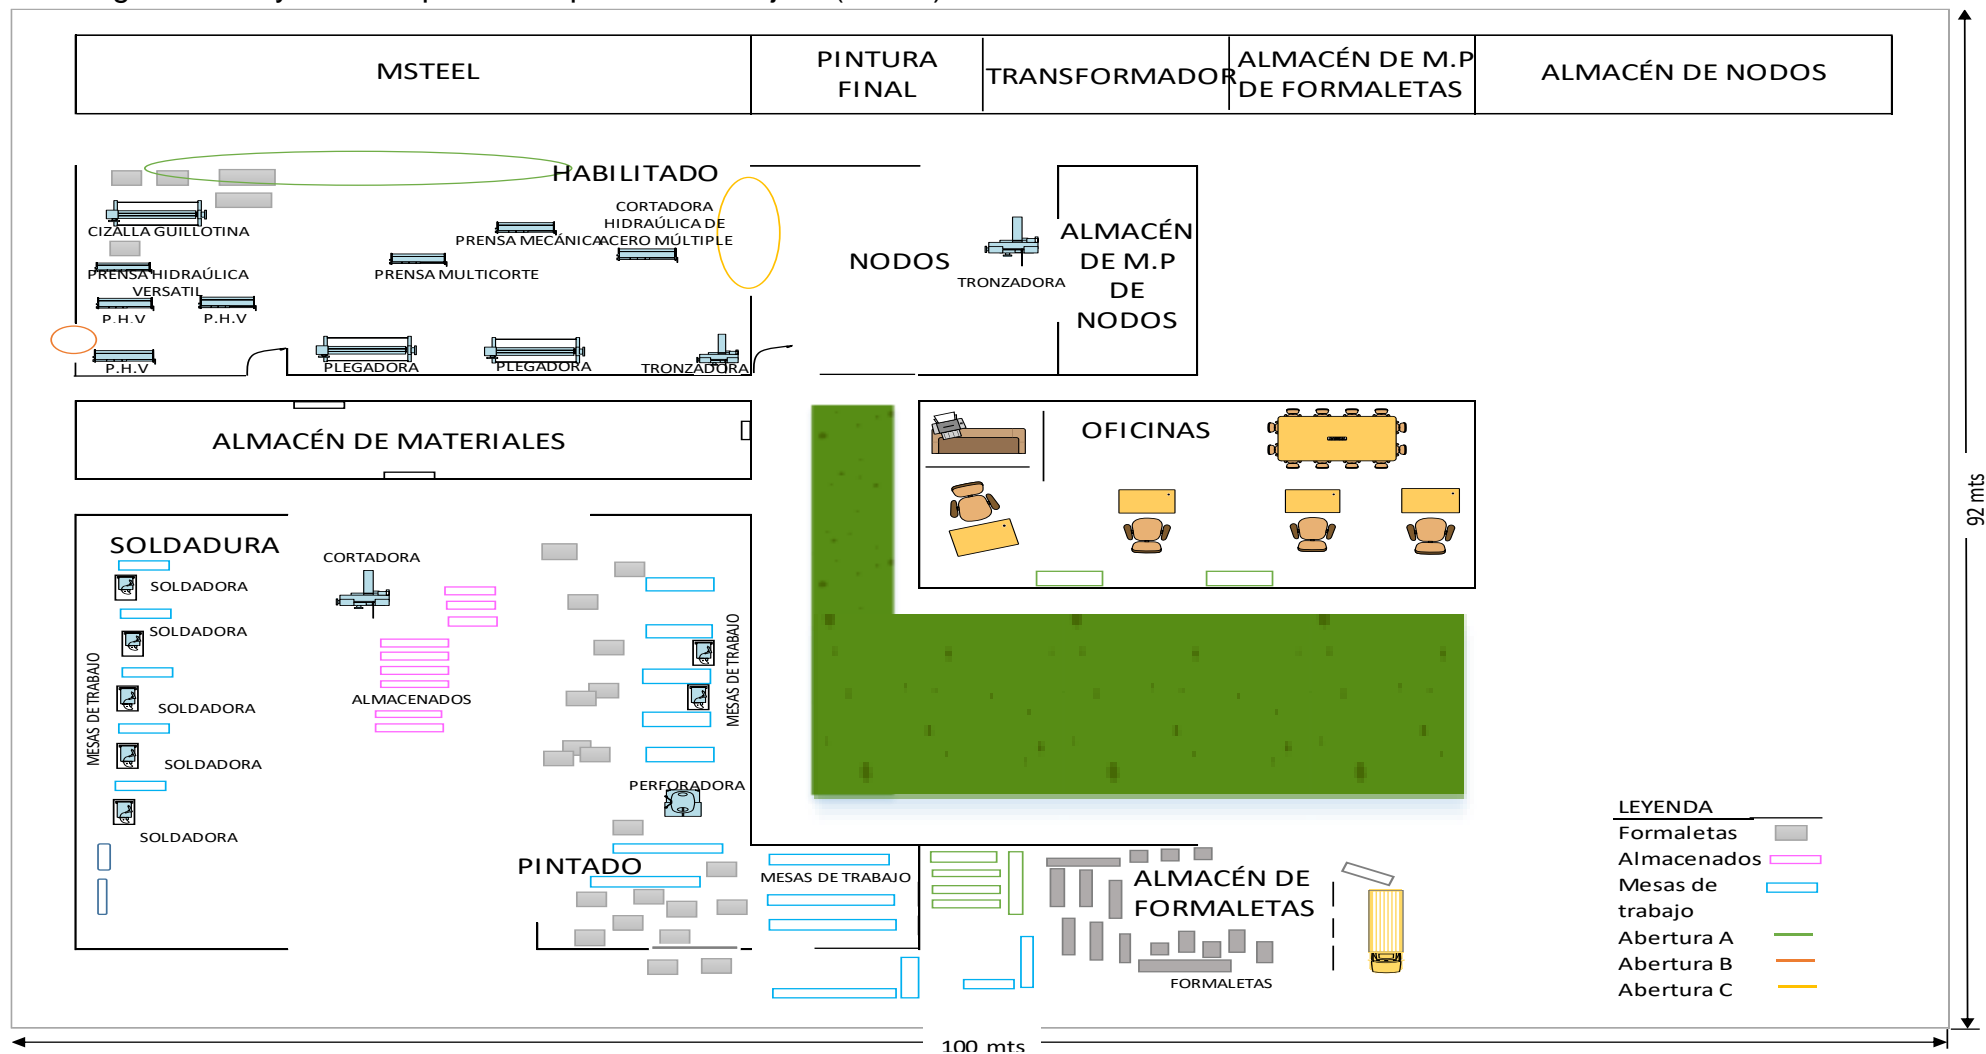 MSTEEL
PINTURA
FINAL
TRANSFORMADOR
ALMACÉN DE M.P
DE FORMALETAS
ALMACÉN DE NODOS
HABILITADO
CORTADORA
HIDRAÚLICA DE
ACERO MÚLTIPLE
CIZALLA GUILLOTINA
PRENSA MECÁNICA
PRENSA MULTICORTE
PRENSA HIDRAÚLICA
VERSATIL
P.H.V
P.H.V
P.H.V
PLEGADORA
PLEGADORA
TRONZADORA
NODOS
TRONZADORA
ALMACÉN
DE M.P
DE
NODOS
ALMACÉN DE MATERIALES
OFICINAS
SOLDADURA
CORTADORA
SOLDADORA
SOLDADORA
SOLDADORA
SOLDADORA
SOLDADORA
MESAS DE TRABAJO
ALMACENADOS
MESAS DE TRABAJO
PERFORADORA
PINTADO
MESAS DE TRABAJO
ALMACÉN DE
FORMALETAS
FORMALETAS
LEYENDA
Formaletas
Almacenados
Mesas de
trabajo
Abertura A
Abertura B
Abertura C
92 mts
100 mts